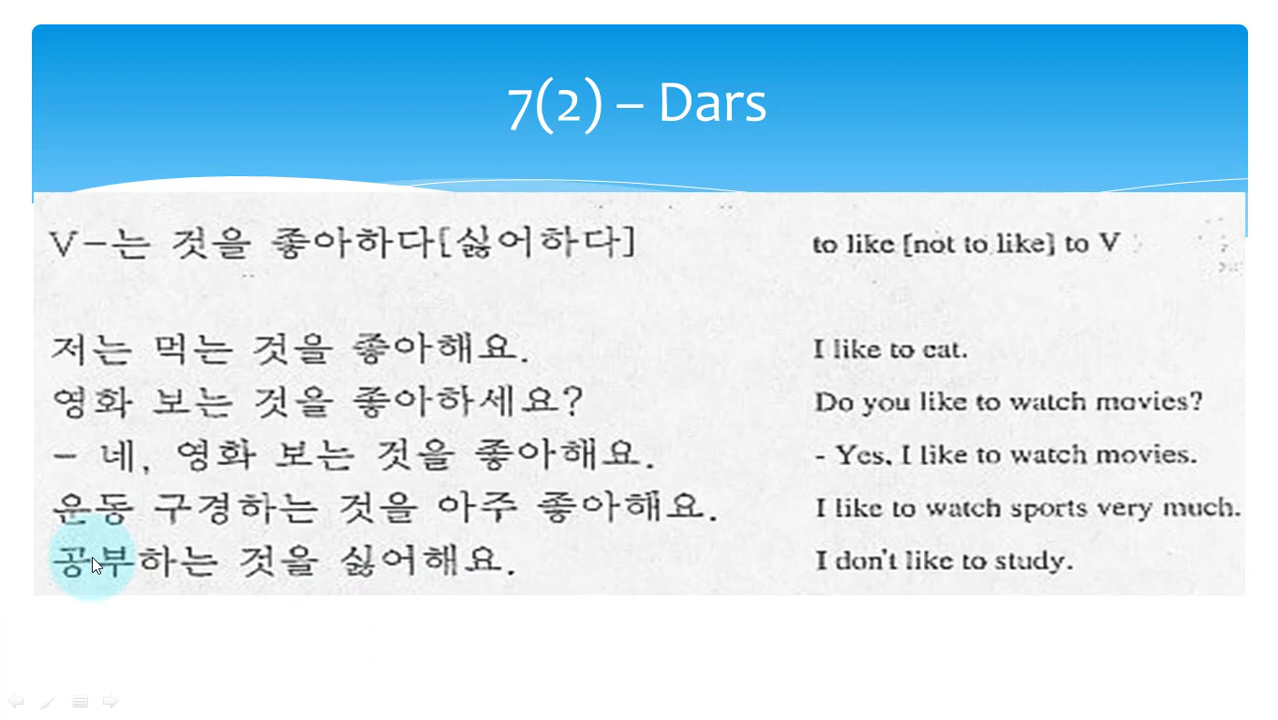 7(2) – Dars
V-는 것을 좋아하다[싫어하다] to like [not to like] to V
저는 먹는 것을 좋아해요. I like to eat.
영화 보는 것을 좋아하세요? Do you like to watch movies?
- 네, 영화 보는 것을 좋아해요. - Yes, I like to watch movies.
운동 구경하는 것을 아주 좋아해요. I like to watch sports very much.
공부하는 것을 싫어해요. I don't like to study.